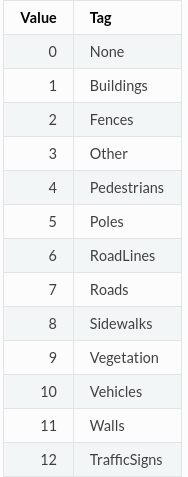 Value Tag
0 None
1 Buildings
2 Fences
3 Other
4 Pedestrians
5 Poles
6 RoadLines
7 Roads
8 Sidewalks
9 Vegetation
10 Vehicles
11 Walls
12 TrafficSigns